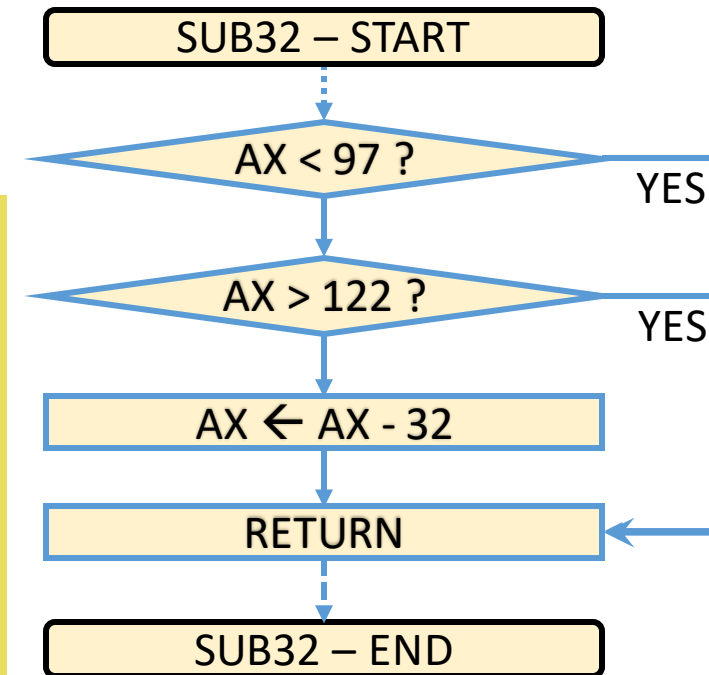 SUB32 – START
AX < 97 ?
YES
AX > 122 ?
YES
AX ← AX - 32
RETURN
SUB32 – END